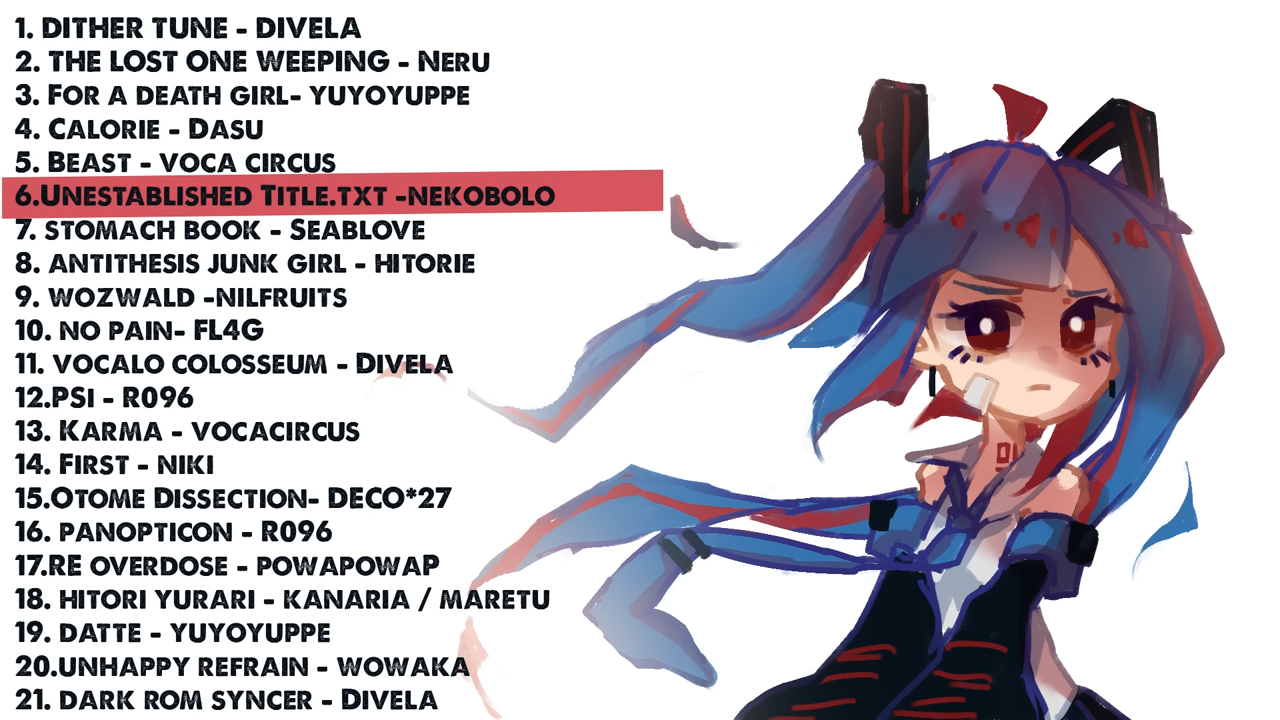 1. DITHER TUNE - DIVELA
2. THE LOST ONE WEEPING - NERU
3. FOR A DEATH GIRL- YUYOYUPPE
4. CALORIE - DASU
5. BEAST - VOCA CIRCUS
6.UNESTABLISHED TITLE.TXT -NEKOBOLO
7. STOMACH BOOK - SEABLOVE
8. ANTITHESIS JUNK GIRL - HITORIE
9. WOZWALD -NILFRUITS
10. NO PAIN- FL4G
11. VOCALO COLOSSEUM - DIVELA
12.PSI - R096
13. KARMA - VOCACIRCUS
14. FIRST - NIKI
15.OTOME DISSECTION- DECO*27
16. PANOPTICON - R096
17.RE OVERDOSE - POWAPOWAP
18. HITORI YURARI - KANARIA / MARETU
19. DATTE - YUYOYUPPE
20.UNHAPPY REFRAIN - WOWAKA
21. DARK ROM SYNCER - DIVELA
01